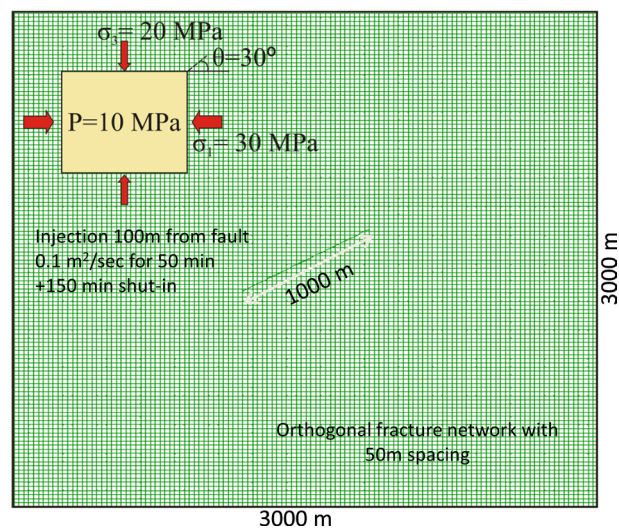 σ₃= 20 MPa
θ=30°
P=10 MPa
σ₁= 30 MPa
Injection 100m from fault
0.1 m²/sec for 50 min
+150 min shut-in
1000 m
3000 m
Orthogonal fracture network with
50m spacing
3000 m